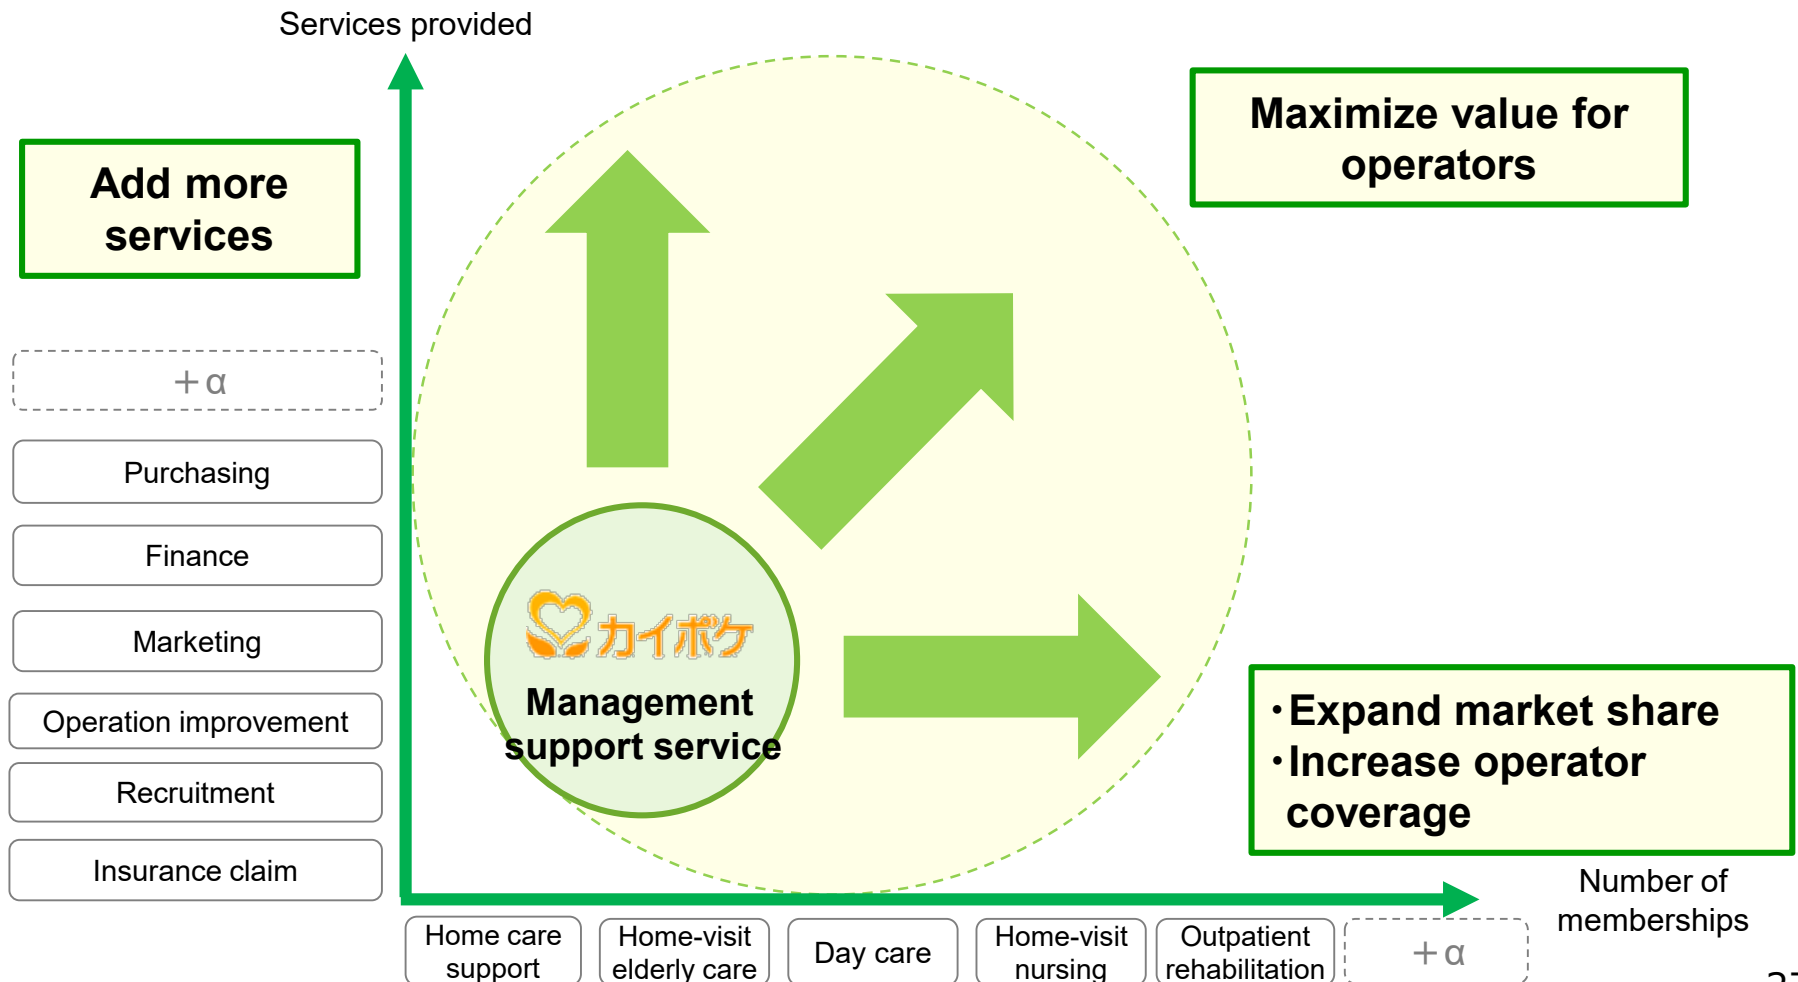 Services provided
Maximize value for
operators
Add more
services
＋α
Purchasing
Finance
Marketing
Operation improvement
Recruitment
Insurance claim
カイポケ
Management
support service
・Expand market share
・Increase operator
coverage
Number of
memberships
Home care
support
Home-visit
elderly care
Day care
Home-visit
nursing
Outpatient
rehabilitation
＋α